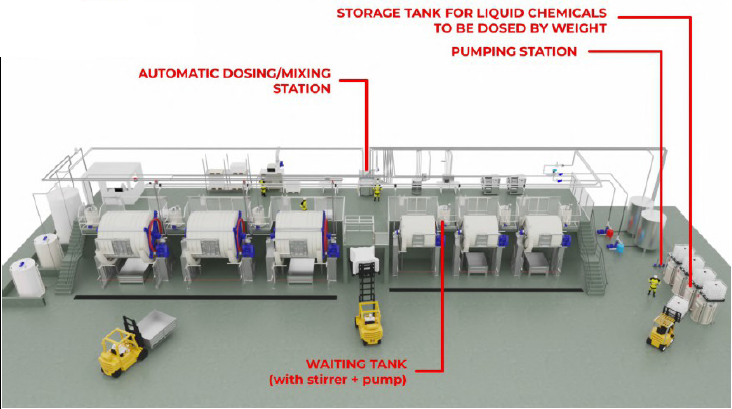 STORAGE TANK FOR LIQUID CHEMICALS
TO BE DOSED BY WEIGHT
PUMPING STATION
AUTOMATIC DOSING/MIXING
STATION
WAITING TANK
(with stirrer + pump)